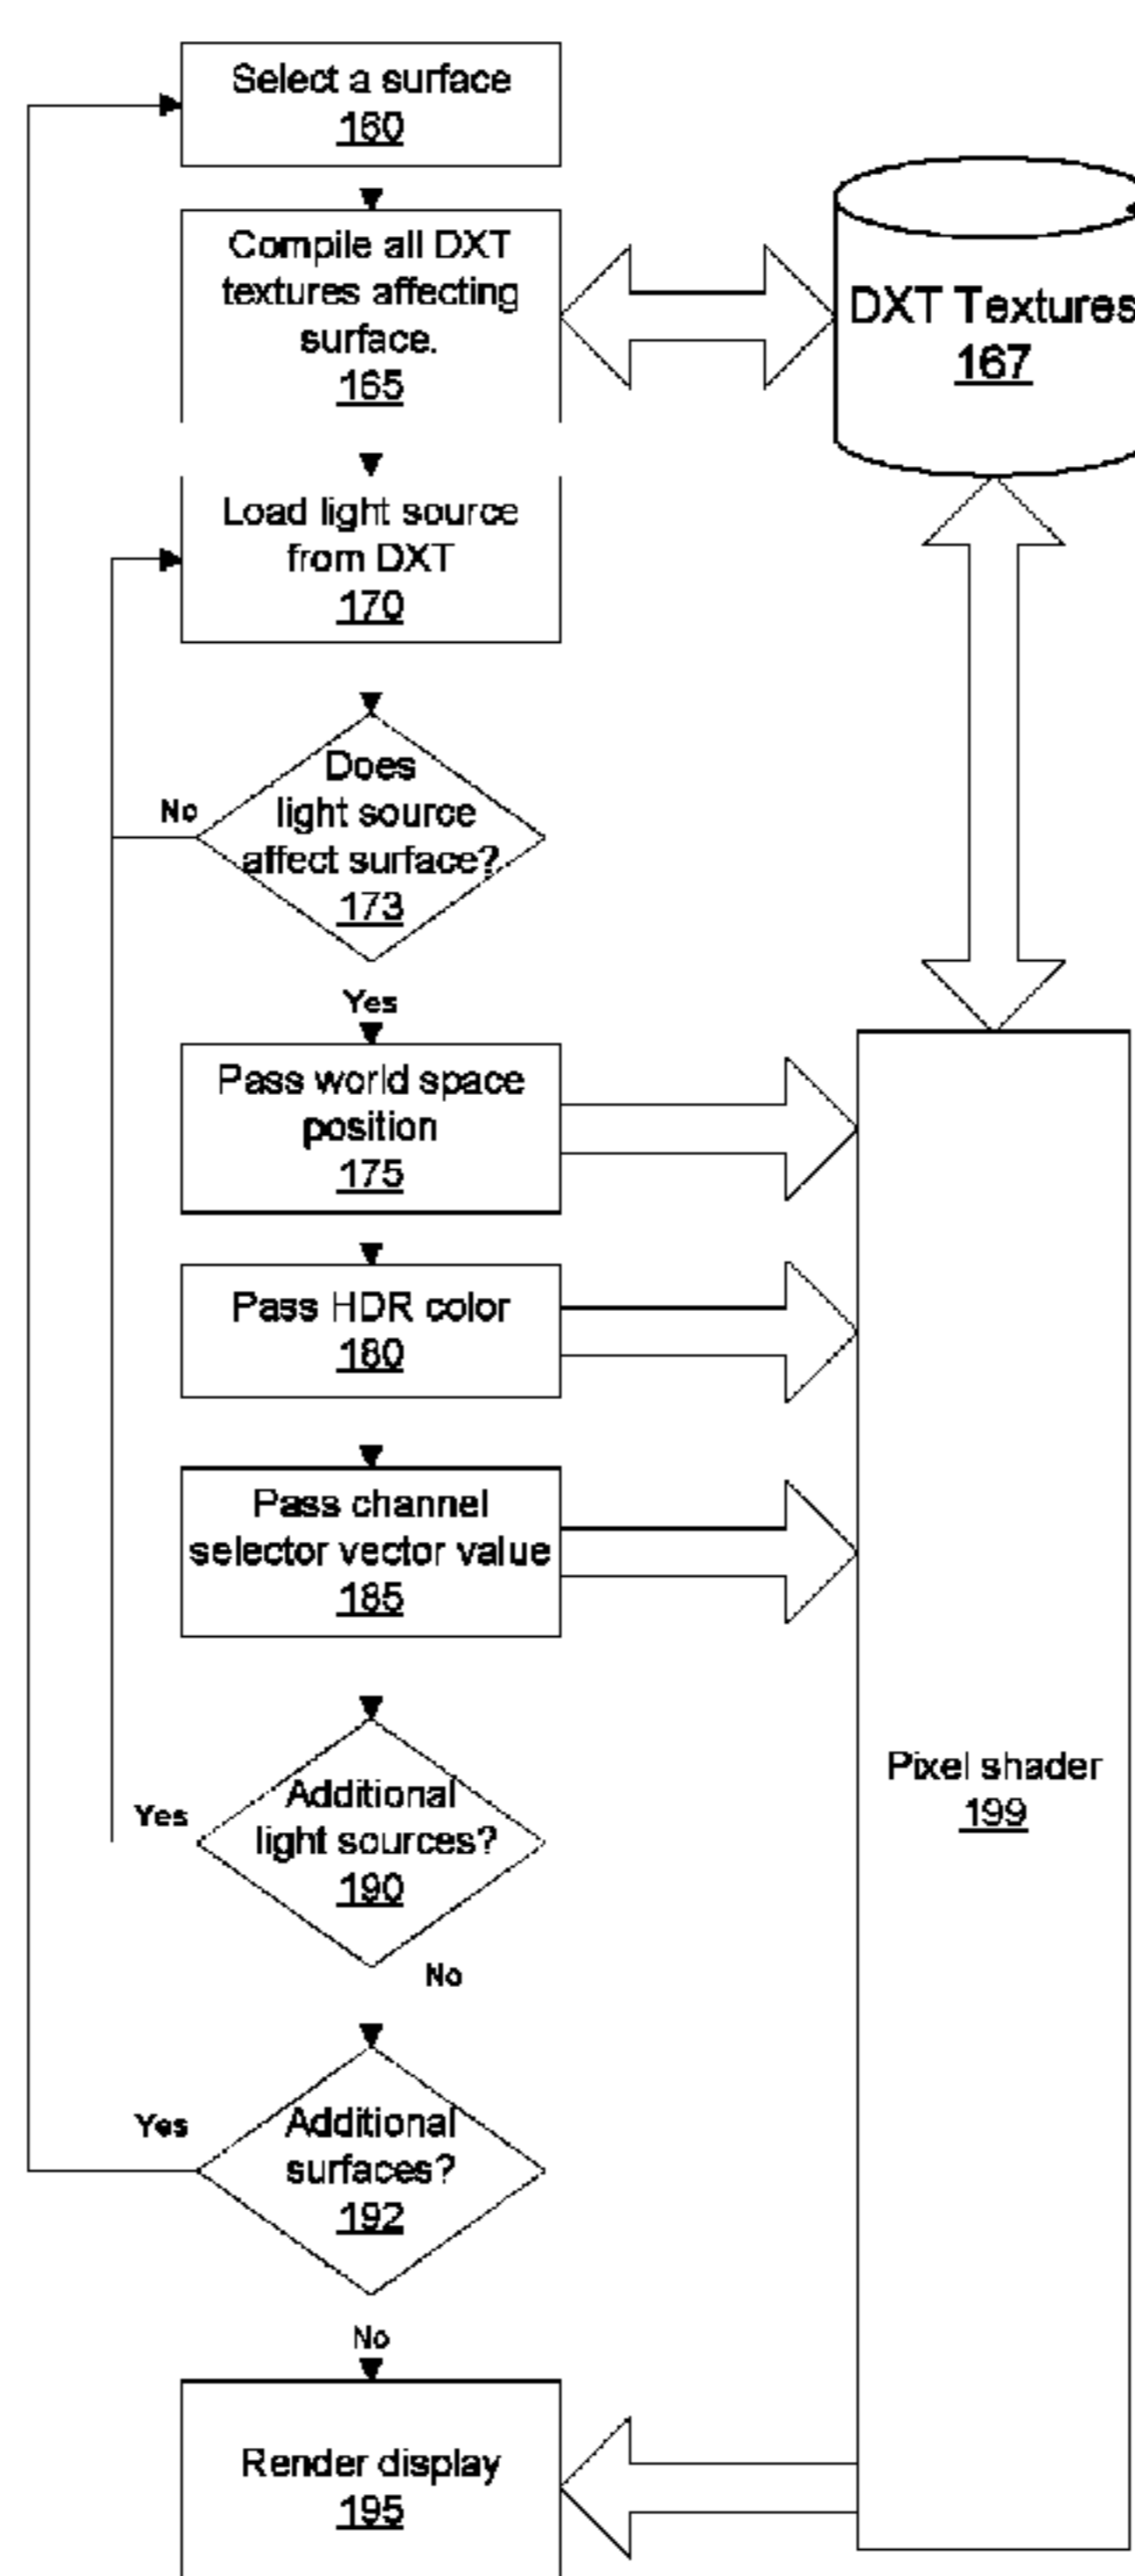 Select a surface
160
Compile all DXT
textures affecting
surface.
165
DXT Textures
167
Load light source
from DXT
170
Does
light source
affect surface?
173
No
Yes
Pass world space
position
175
Pass HDR color
180
Pass channel
selector vector value
185
Pixel shader
199
Additional
light sources?
190
Yes
No
Additional
surfaces?
192
Yes
No
Render display
195